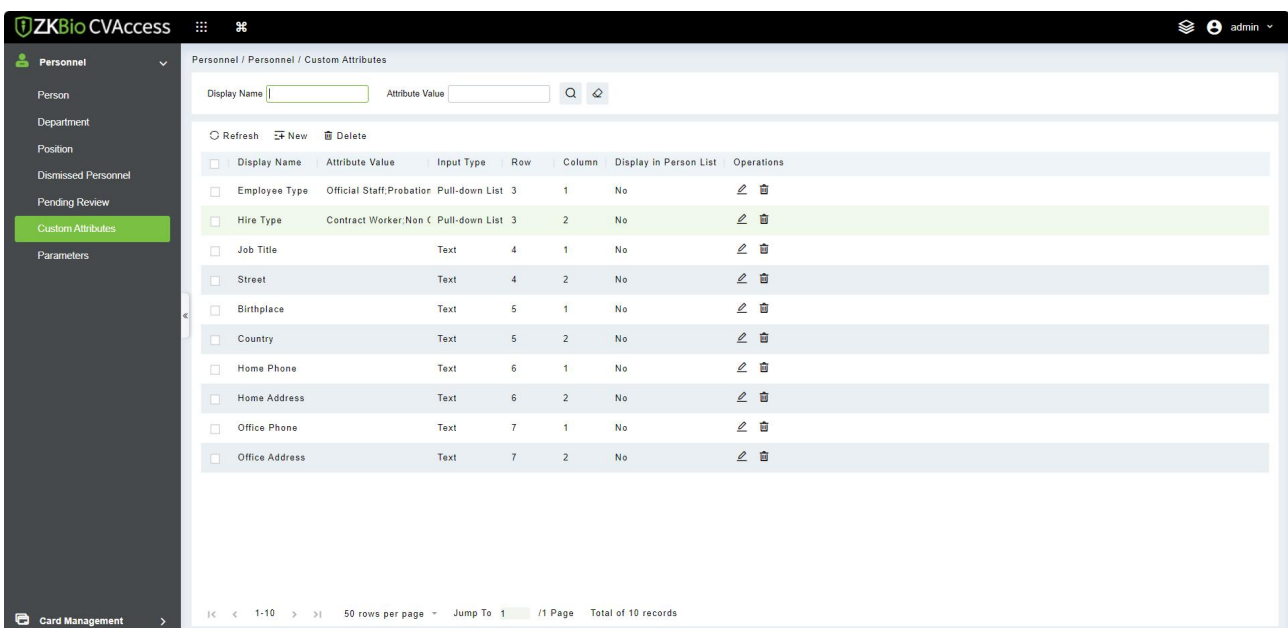 ZKBio CVAccess
admin
Personnel
Person
Department
Position
Dismissed Personnel
Pending Review
Custom Attributes
Parameters
Card Management
Personnel / Personnel / Custom Attributes
Display Name Attribute Value
Refresh New Delete
Display Name Attribute Value Input Type Row Column Display in Person List Operations
Employee Type Official Staff;Probation Pull-down List 3 1 No
Hire Type Contract Worker;Non Pull-down List 3 2 No
Job Title Text 4 1 No
Street Text 4 2 No
Birthplace Text 5 1 No
Country Text 5 2 No
Home Phone Text 6 1 No
Home Address Text 6 2 No
Office Phone Text 7 1 No
Office Address Text 7 2 No
1-10 50 rows per page Jump To 1 /1 Page Total of 10 records